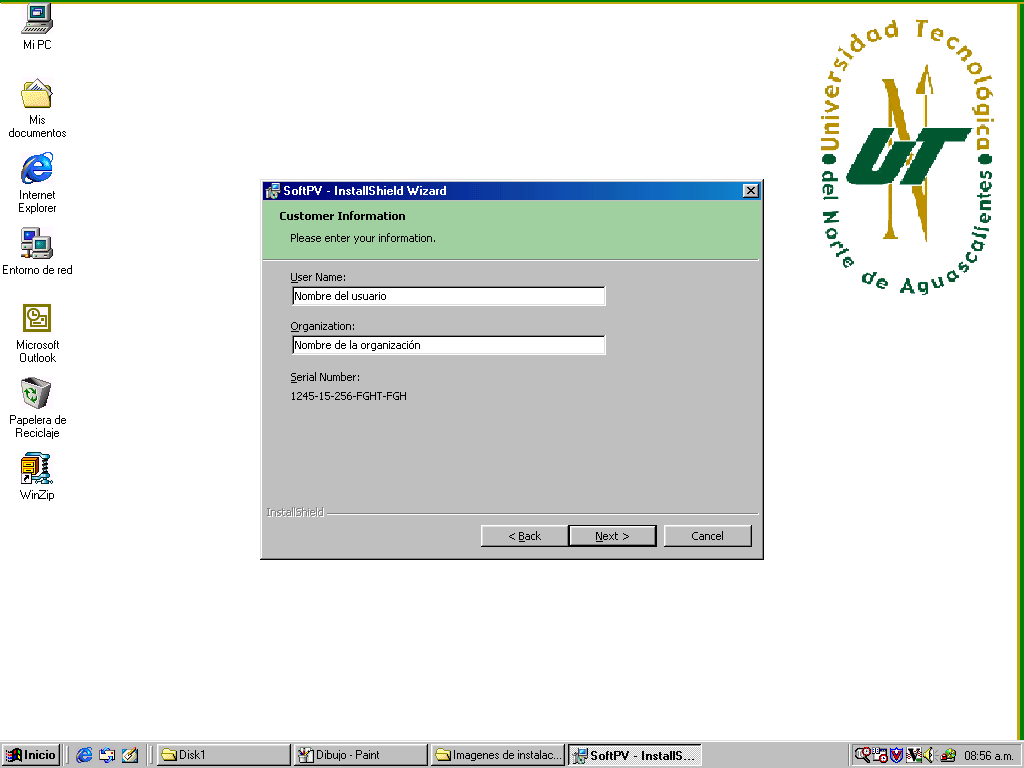 Mi PC
Mis
documentos
Internet
Explorer
Entorno de red
Microsoft
Outlook
Papelera de
Reciclaje
WinZip
Universidad Tecnológica
del Norte de Aguascalientes
UT
N
SoftPV - InstallShield Wizard
Customer Information
Please enter your information.
User Name:
Nombre del usuario
Organization:
Nombre de la organización
Serial Number:
1245-15-256-FGHT-FGH
InstallShield
< Back
Next >
Cancel
Inicio
Disk1
Dibujo - Paint
Imagenes de instalac...
SoftPV - InstallS...
08:56 a.m.